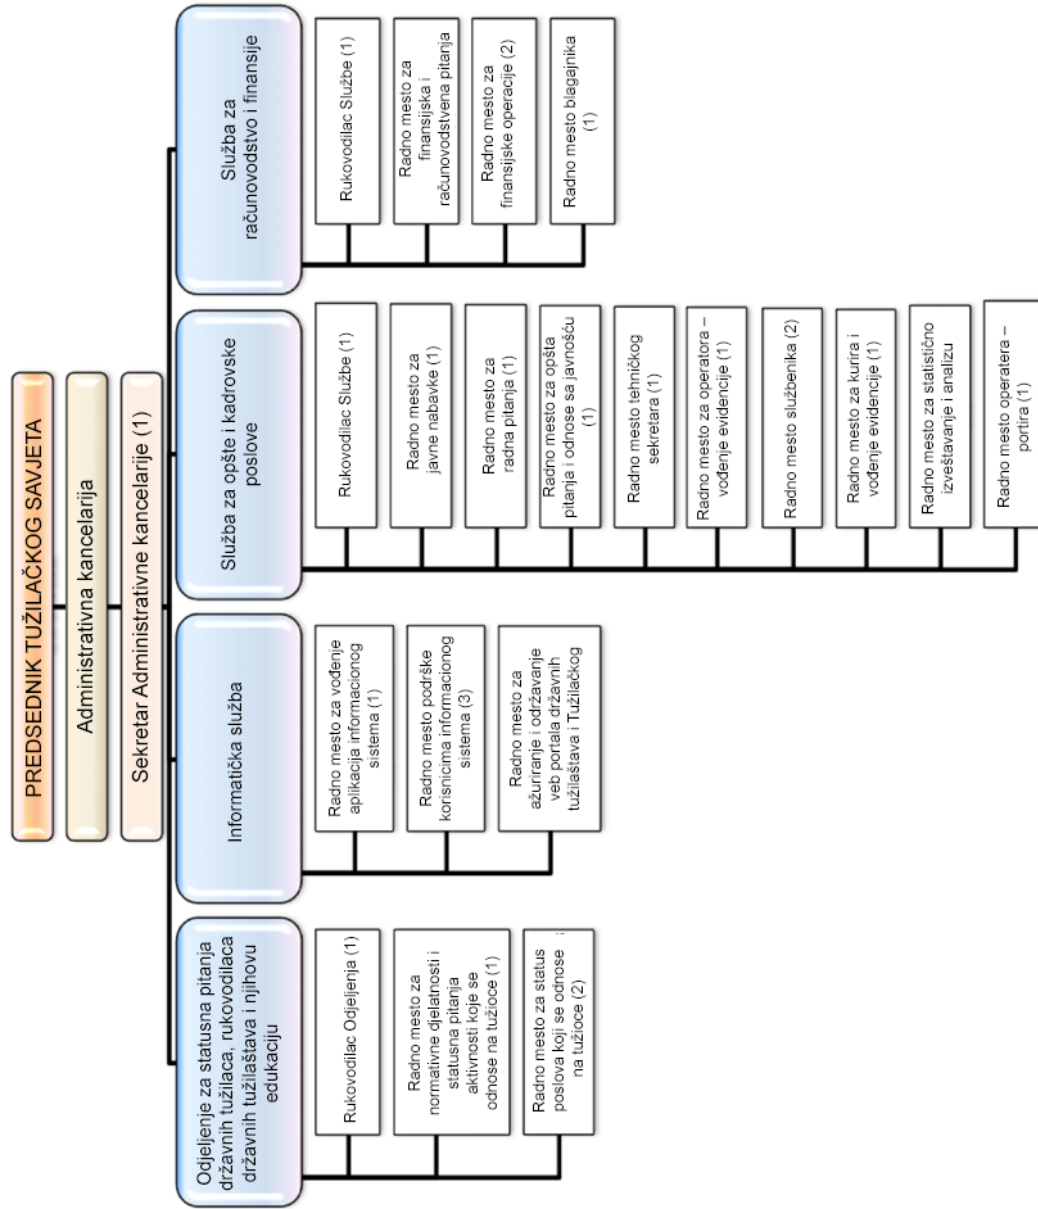 PREDSEDNIK TUŽILAČKOG SAVJETA
Administrativna kancelarija
Sekretar Administrativne kancelarije (1)
Odjeljenje za statusna pitanja
državnih tužilaca, rukovodilaca
državnih tužilaštava i njihovu
edukaciju
Rukovodilac Odjeljenja (1)
Radno mesto za
normativne djelatnosti i
statusna pitanja
aktivnosti koje se
odnose na tužioce (1)
Radno mesto za status
poslova koji se odnose
na tužioce (2)
Informatička služba
Radno mesto za vođenje
aplikacija informacionog
sistema (1)
Radno mesto podrške
korisnicima informacionog
sistema (3)
Radno mesto za
ažuriranje i održavanje
veb portala državnih
tužilaštava i Tužilačkog
Služba za opšte i kadrovske
poslove
Rukovodilac Službe (1)
Radno mesto za
javne nabavke (1)
Radno mesto za
radna pitanja (1)
Radno mesto za opšta
pitanja i odnose sa javnošću
(1)
Radno mesto tehničkog
sekretara (1)
Radno mesto za operatora –
vođenje evidencije (1)
Radno mesto službenika (2)
Radno mesto za kurira i
vođenje evidencije (1)
Radno mesto za statistično
izveštavanje i analizu
Radno mesto operatera –
portira (1)
Služba za
računovodstvo i finansije
Rukovodilac Službe (1)
Radno mesto za
finansijska i
računovodstvena pitanja
Radno mesto za
finansijske operacije (2)
Radno mesto blagajnika
(1)